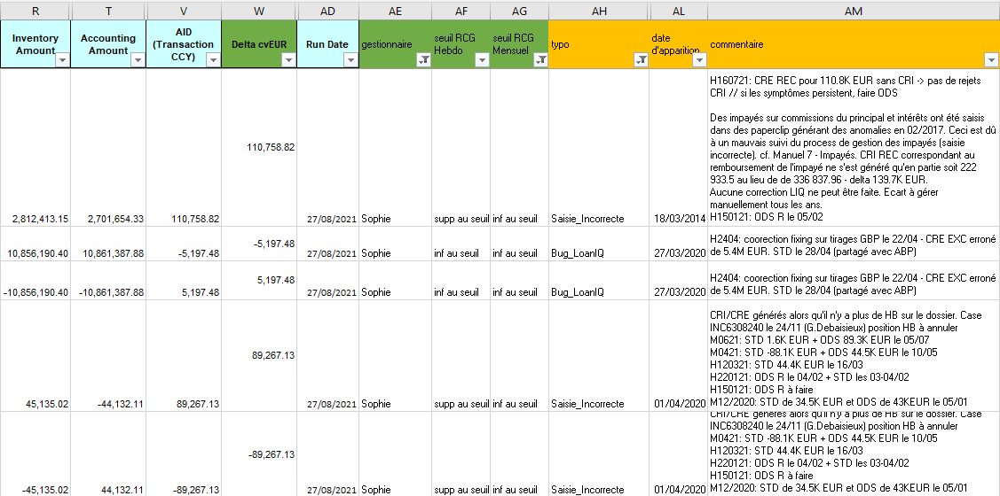 R T V W AD AE AF AG AH AL AM
Inventory Amount Accounting Amount AID (Transaction CCY) Delta cvEUR Run Date gestionnaire seuil RCG Hebdo seuil RCG Mensuel typo date d'apparition commentaire
H160721: CRE REC pour 110.8K EUR sans CRI -> pas de rejets
CRI // si les symptômes persistent, faire ODS
Des impayés sur commissions du principal et intérêts ont été saisis
dans des paperclip générant des anomalies en 02/2017. Ceci est dû
à un mauvais suivi du process de gestion des impayés (saisie
incorrecte). cf. Manuel 7 - Impayés. CRI REC correspondant au
remboursement de l'impayé ne s'est généré qu'en partie soit 222
933.5 au lieu de de 336 837.96 - delta 139.7K EUR.
Aucune correction LIQ ne peut être faite. Ecart à gérer
manuellement tous les ans.
H150121: ODS R le 05/02
110,758.82
2,812,413.15 2,701,654.33 110,758.82 27/08/2021 Sophie supp au seuil inf au seuil Saisie_Incorrecte 18/03/2014
-5,197.48
H2404: coorection fixing sur tirages GBP le 22/04 - CRE EXC erroné
de 5.4M EUR. STD le 28/04 (partagé avec ABP)
10,856,190.40 10,861,387.88 -5,197.48 27/08/2021 Sophie inf au seuil inf au seuil Bug_LoanIQ 27/03/2020
5,197.48
H2404: coorection fixing sur tirages GBP le 22/04 - CRE EXC erroné
de 5.4M EUR. STD le 28/04 (partagé avec ABP)
-10,856,190.40 -10,861,387.88 5,197.48 27/08/2021 Sophie inf au seuil inf au seuil Bug_LoanIQ 27/03/2020
CRI/CRE générés alors qu'il n'y a plus de HB sur le dossier. Case
INC6308240 le 24/11 (G.Debaisieux) position HB à annuler
M0621: STD 1.6K EUR + ODS 89.3K EUR le 05/07
M0421: STD -88.1K EUR + ODS 44.5K EUR le 10/05
H120321: STD 44.4K EUR le 16/03
H220121: ODS R le 04/02 + STD les 03-04/02
H150121: ODS R à faire
M12/2020: STD de 34.5K EUR et ODS de 43KEUR le 05/01
89,267.13
45,135.02 -44,132.11 89,267.13 27/08/2021 Sophie supp au seuil inf au seuil Saisie_Incorrecte 01/04/2020
CRI/CRE générés alors qu'il n'y a plus de HB sur le dossier. Case
INC6308240 le 24/11 (G.Debaisieux) position HB à annuler
M0421: STD -88.1K EUR + ODS 44.5K EUR le 10/05
H120321: STD 44.4K EUR le 16/03
H220121: ODS R le 04/02 + STD les 03-04/02
H150121: ODS R à faire
M12/2020: STD de 34.5K EUR et ODS de 43KEUR le 05/01
-89,267.13
-45,135.02 44,132.11 -89,267.13 27/08/2021 Sophie supp au seuil inf au seuil Saisie_Incorrecte 01/04/2020